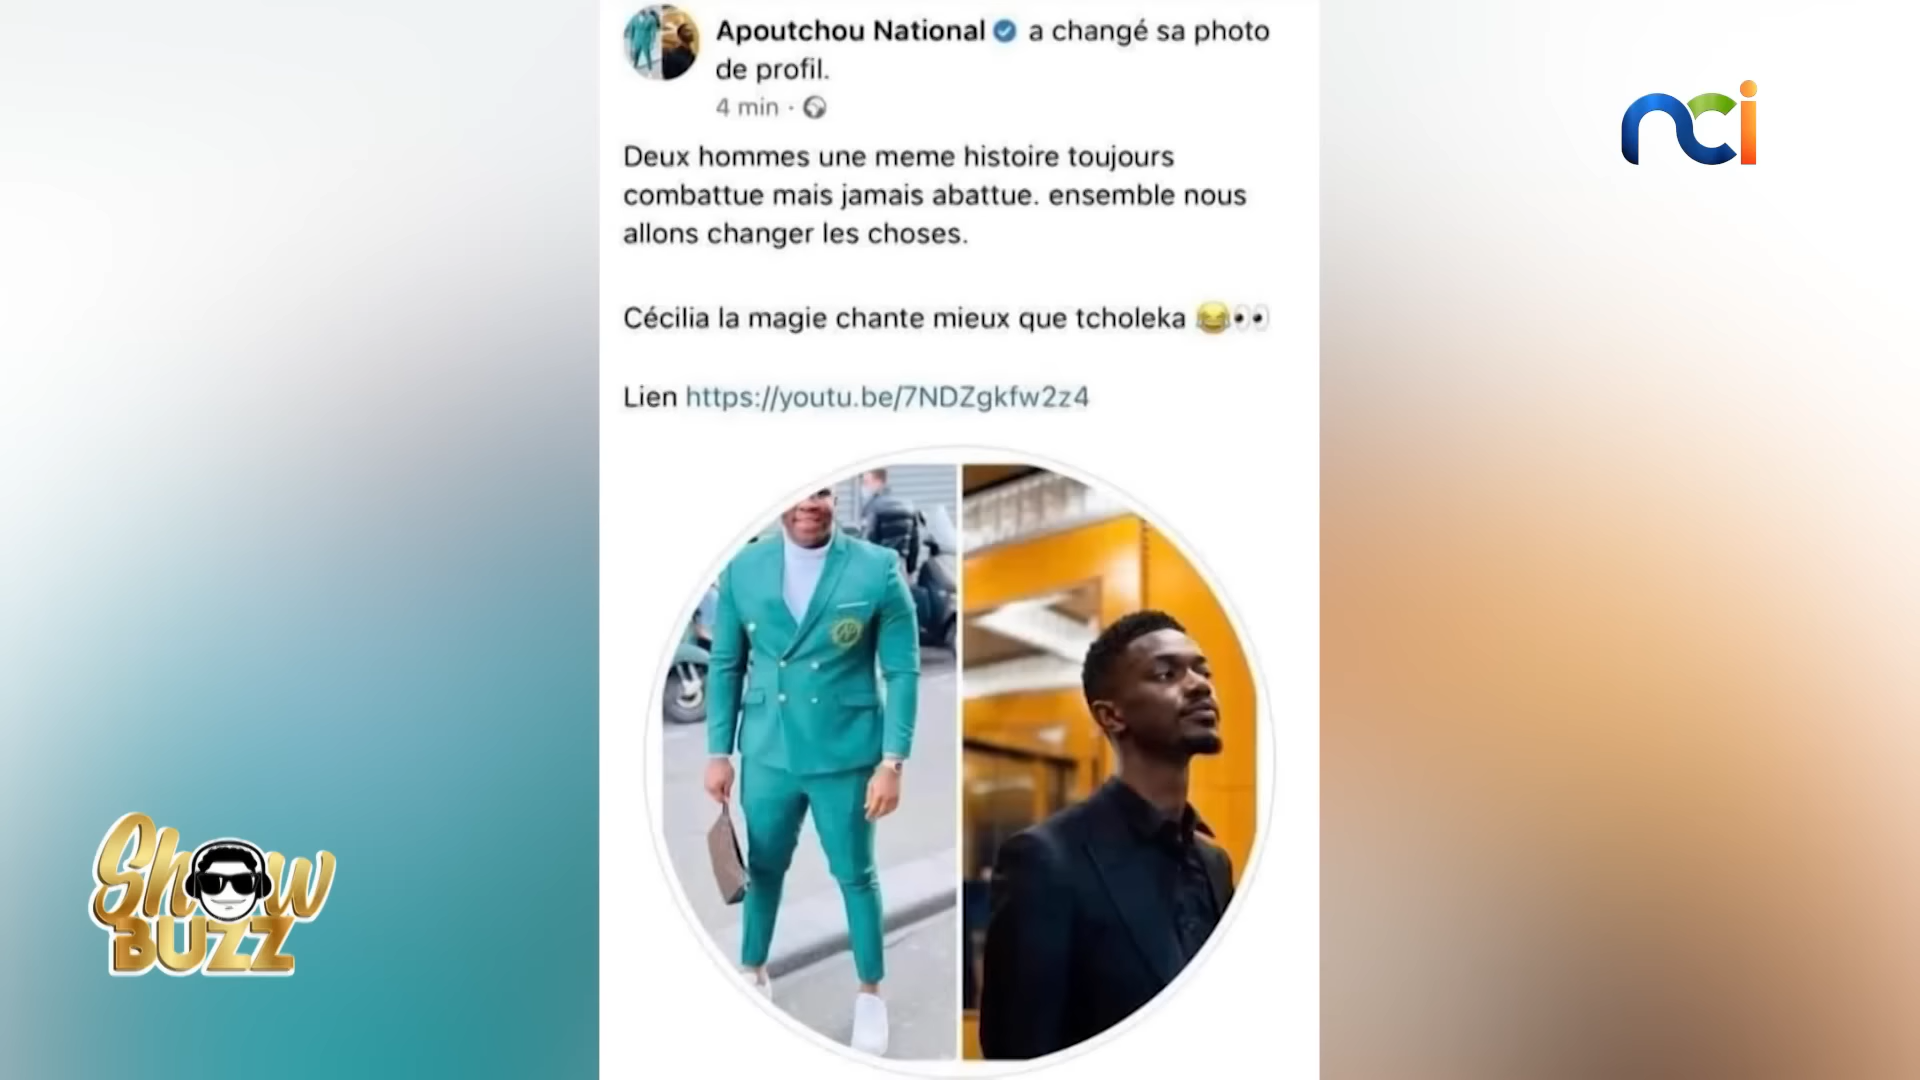 Apoutchou National a changé sa photo
de profil.
4 min ·
Deux hommes une meme histoire toujours
combattue mais jamais abattue. ensemble nous
allons changer les choses.
Cécilia la magie chante mieux que tcholeka 😂👀
Lien https://youtu.be/7NDZgkfw2z4
nci
Show
BUZZ